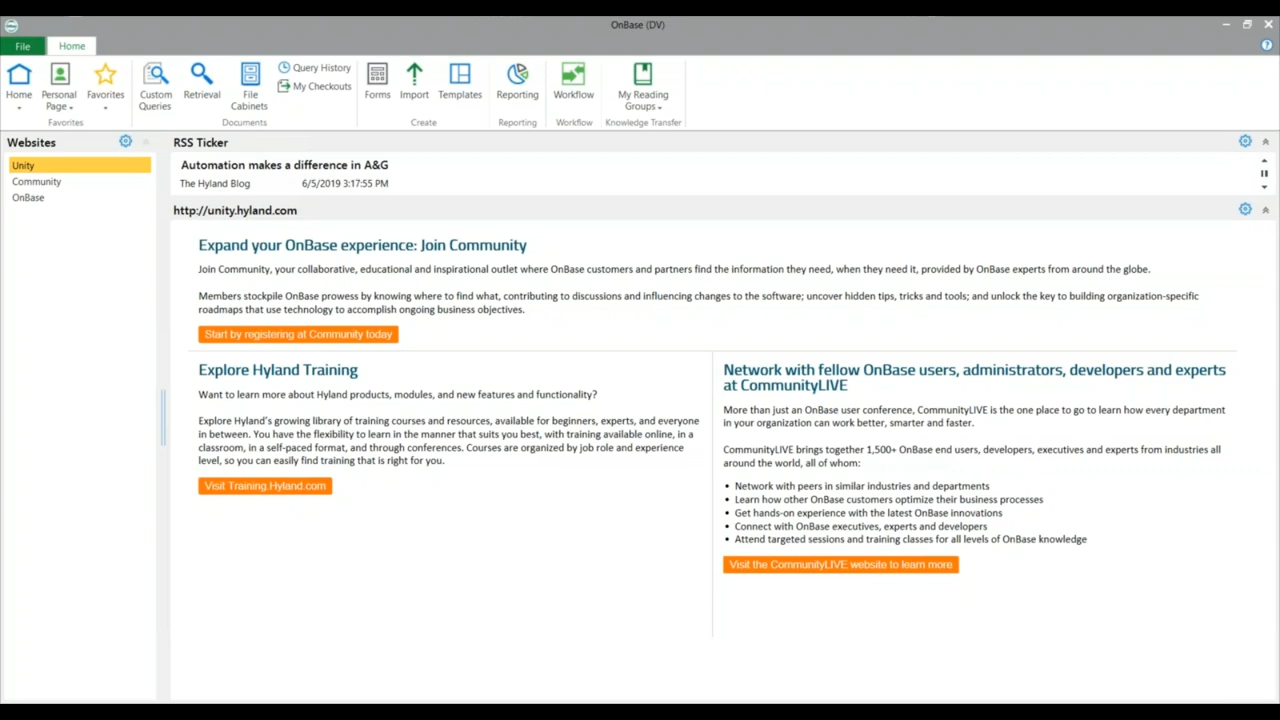 OnBase (DV)
File Home
Home
Personal Page
Favorites
Favorites
Custom Queries
Retrieval
File Cabinets
Query History
My Checkouts
Documents
Forms
Import
Templates
Create
Reporting
Reporting
Workflow
Workflow
My Reading Groups
Knowledge Transfer
Websites
Unity
Community
OnBase
RSS Ticker
Automation makes a difference in A&G
The Hyland Blog 6/5/2019 3:17:55 PM
http://unity.hyland.com
Expand your OnBase experience: Join Community
Join Community, your collaborative, educational and inspirational outlet where OnBase customers and partners find the information they need, when they need it, provided by OnBase experts from around the globe.
Members stockpile OnBase prowess by knowing where to find what, contributing to discussions and influencing changes to the software; uncover hidden tips, tricks and tools; and unlock the key to building organization-specific
roadmaps that use technology to accomplish ongoing business objectives.
Start by registering at Community today
Explore Hyland Training
Want to learn more about Hyland products, modules, and new features and functionality?
Explore Hyland's growing library of training courses and resources, available for beginners, experts, and everyone
in between. You have the flexibility to learn in the manner that suits you best, with training available online, in a
classroom, in a self-paced format, and through conferences. Courses are organized by job role and experience
level, so you can easily find training that is right for you.
Visit Training.Hyland.com
Network with fellow OnBase users, administrators, developers and experts
at CommunityLIVE
More than just an OnBase user conference, CommunityLIVE is the one place to go to learn how every department
in your organization can work better, smarter and faster.
CommunityLIVE brings together 1,500+ OnBase end users, developers, executives and experts from industries all
around the world, all of whom:
• Network with peers in similar industries and departments
• Learn how other OnBase customers optimize their business processes
• Get hands-on experience with the latest OnBase innovations
• Connect with OnBase executives, experts and developers
• Attend targeted sessions and training classes for all levels of OnBase knowledge
Visit the CommunityLIVE website to learn more